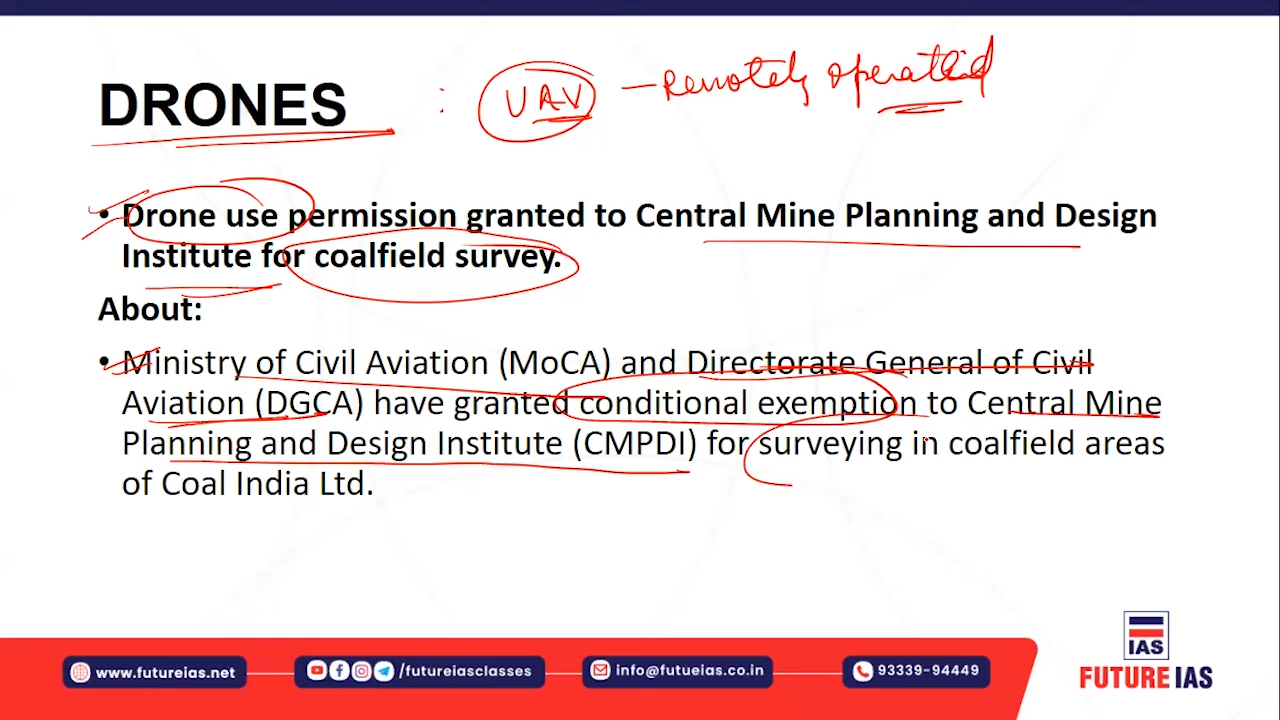 DRONES : UAV — Remotely operated
• Drone use permission granted to Central Mine Planning and Design
Institute for coalfield survey.
About:
• Ministry of Civil Aviation (MoCA) and Directorate General of Civil
Aviation (DGCA) have granted conditional exemption to Central Mine
Planning and Design Institute (CMPDI) for surveying in coalfield areas
of Coal India Ltd.
IAS
FUTURE IAS
www.futureias.net
/futureiasclasses
info@futueias.co.in
93339-94449